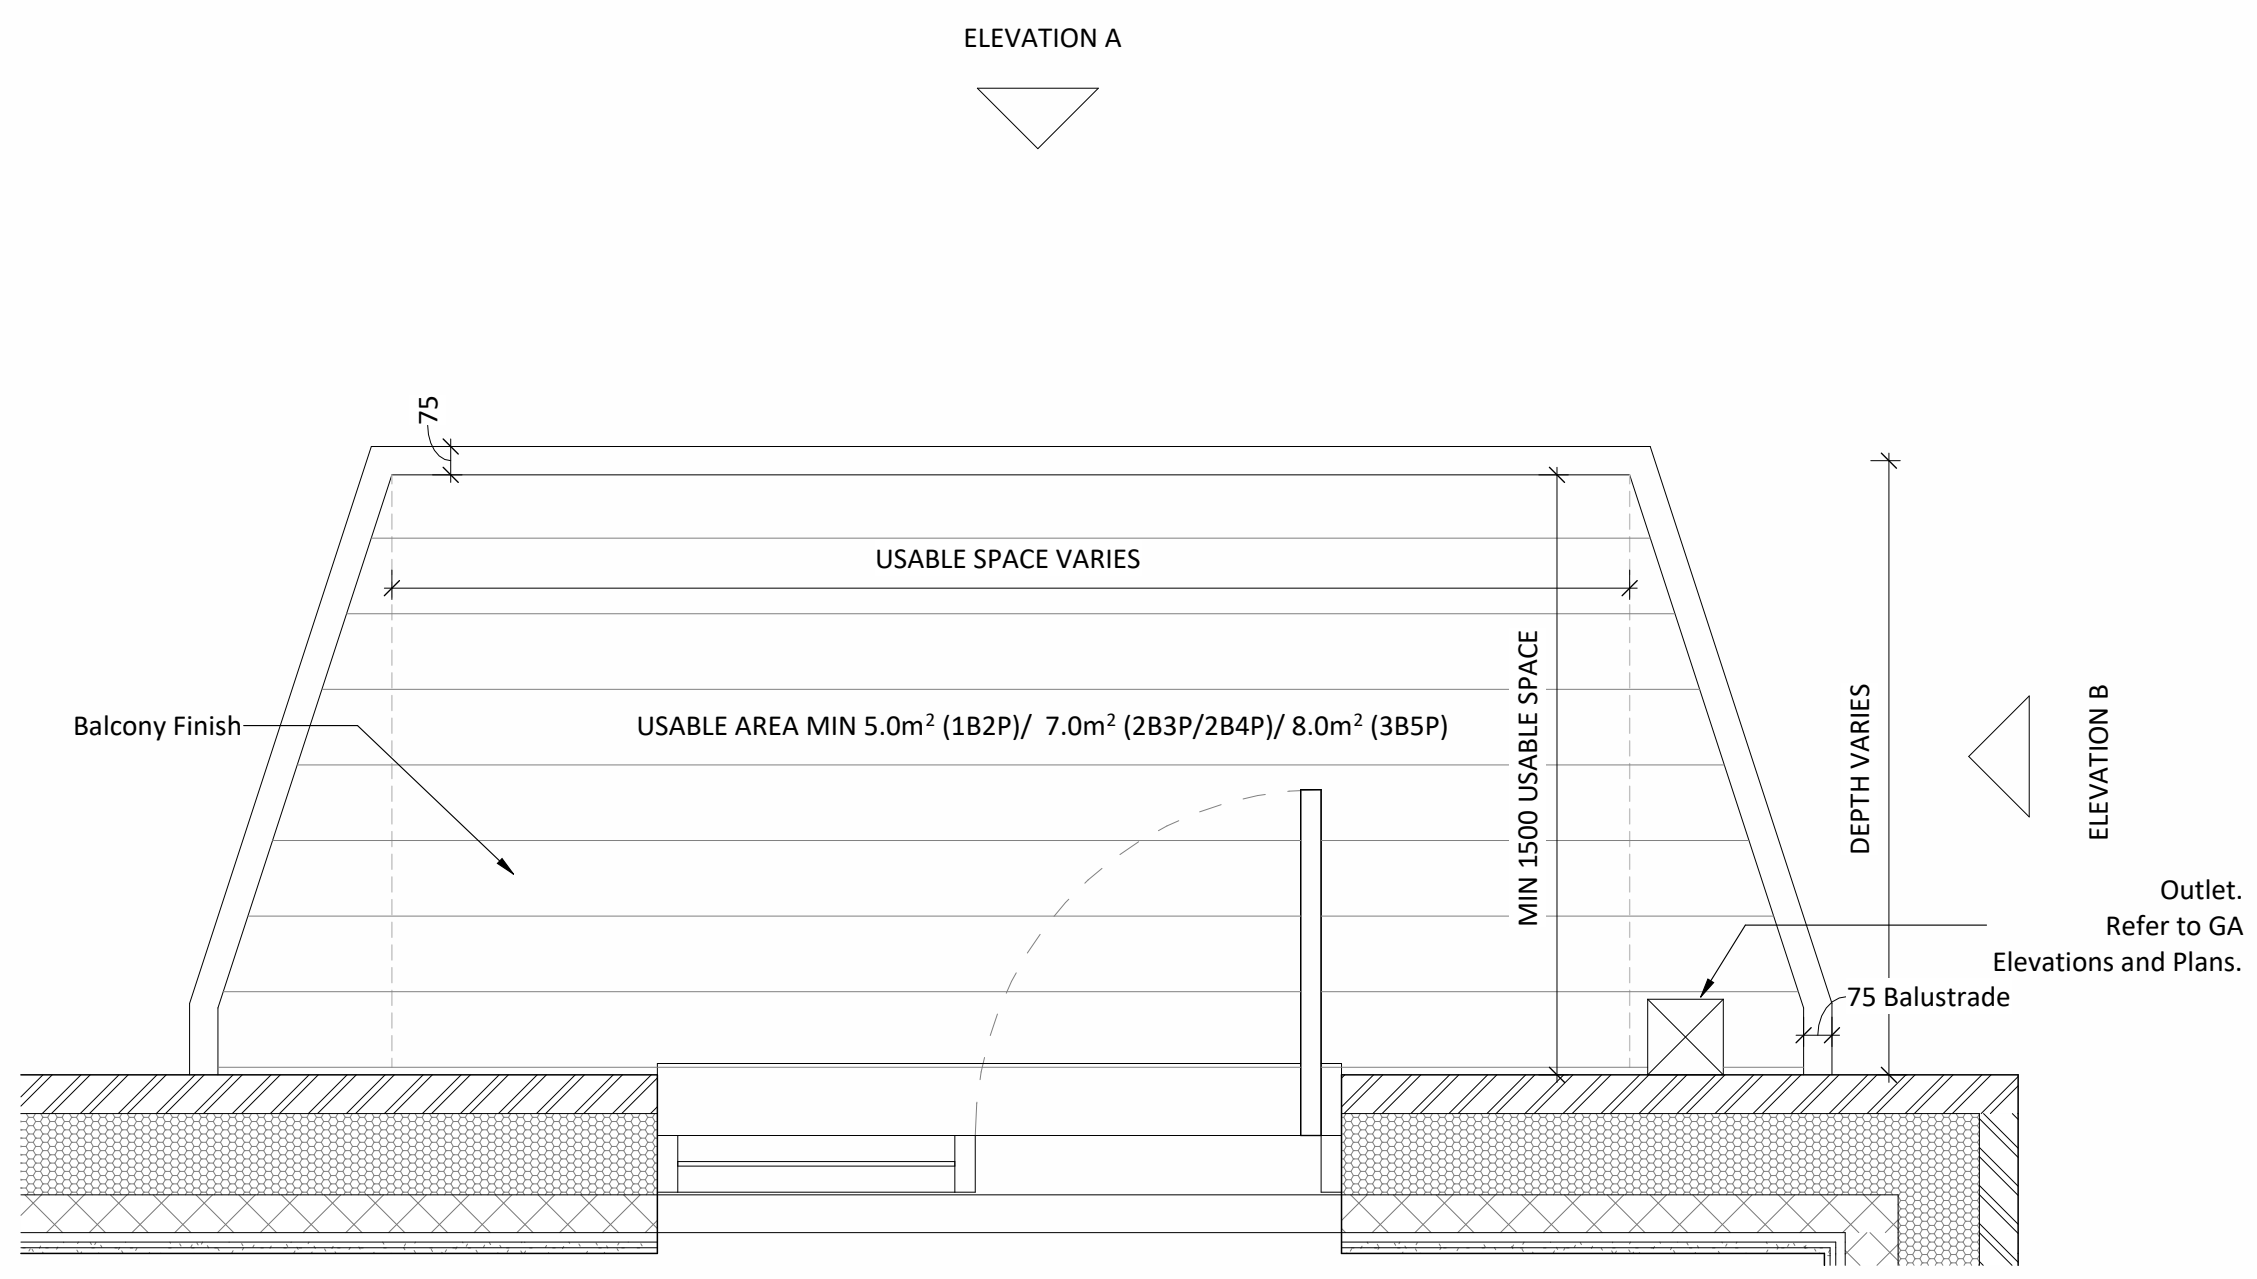 ELEVATION A
75
USABLE SPACE VARIES
MIN 1500 USABLE SPACE
DEPTH VARIES
ELEVATION B
Balcony Finish
USABLE AREA MIN 5.0m² (1B2P)/ 7.0m² (2B3P/2B4P)/ 8.0m² (3B5P)
Outlet.
Refer to GA
Elevations and Plans.
75 Balustrade